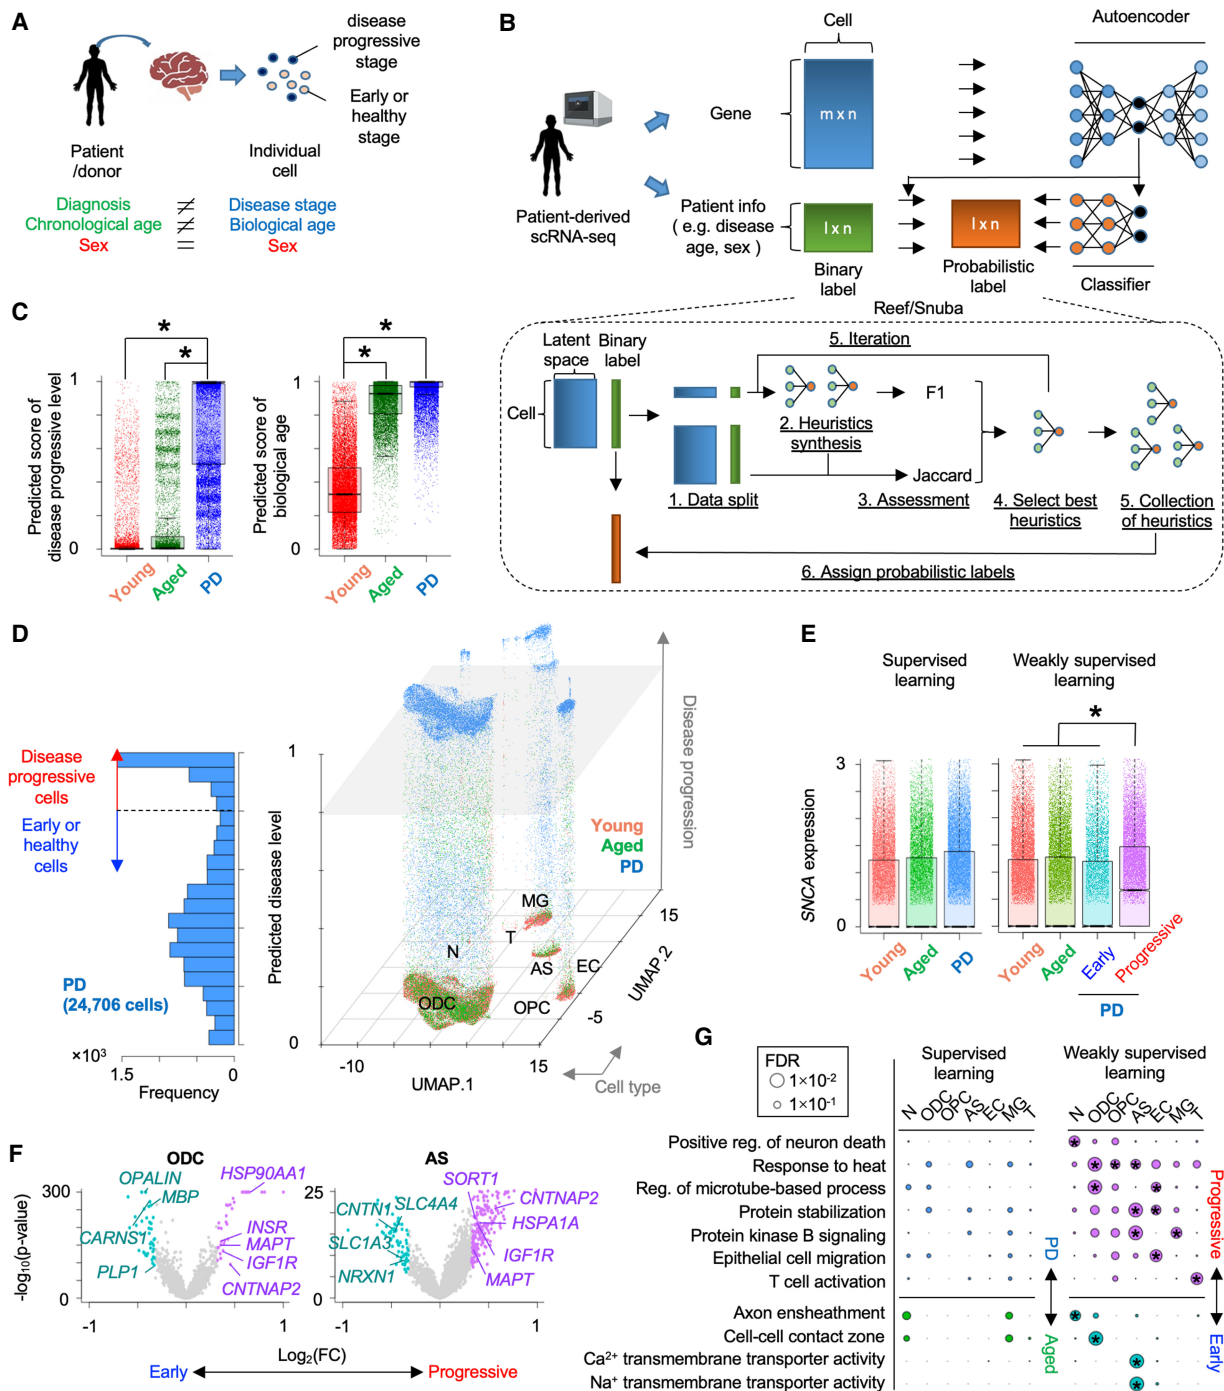 A
disease
progressive
stage
Early or
healthy
stage
Patient
/donor
Individual
cell
Diagnosis ≠ Disease stage
Chronological age ≠ Biological age
Sex = Sex
B
Cell
Autoencoder
Gene
m x n
Patient-derived
scRNA-seq
Patient info
( e.g. disease
age, sex )
l x n
l x n
Binary
label
Probabilistic
label
Classifier
Reef/Snuba
Latent
space
Binary
label
5. Iteration
Cell
F1
2. Heuristics
synthesis
Jaccard
1. Data split
3. Assessment
4. Select best
heuristics
5. Collection
of heuristics
6. Assign probabilistic labels
C
Predicted score of
disease progressive level
1
0
*
*
Young
Aged
PD
Predicted score of
biological age
1
0
*
*
Young
Aged
PD
D
Disease
progressive
cells
Early or
healthy
cells
PD
(24,706 cells)
×10³
1.5
0
Frequency
Predicted disease level
1
0
Disease progression
Young
Aged
PD
MG
T
N
AS
EC
ODC
OPC
15
-5
UMAP.2
-10
15
UMAP.1
Cell type
E
Supervised
learning
Weakly supervised
learning
*
SNCA expression
3
0
Young
Aged
PD
Young
Aged
Early
Progressive
PD
F
ODC
-log₁₀(p-value)
300
0
OPALIN
MBP
CARNS1
PLP1
HSP90AA1
INSR
MAPT
IGF1R
CNTNAP2
-1
1
AS
25
0
SORT1
CNTN1
SLC4A4
SLC1A3
NRXN1
CNTNAP2
HSPA1A
IGF1R
MAPT
-1
1
Log₂(FC)
Early
Progressive
G
FDR
1×10⁻²
1×10⁻¹
Supervised
learning
Weakly supervised
learning
N ODC OPC AS EC MG T
N ODC OPC AS EC MG T
Positive reg. of neuron death
Response to heat
Reg. of microtube-based process
Protein stabilization
Protein kinase B signaling
Epithelial cell migration
T cell activation
Axon ensheathment
Cell-cell contact zone
Ca²⁺ transmembrane transporter activity
Na⁺ transmembrane transporter activity
PD
Aged
Progressive
Early